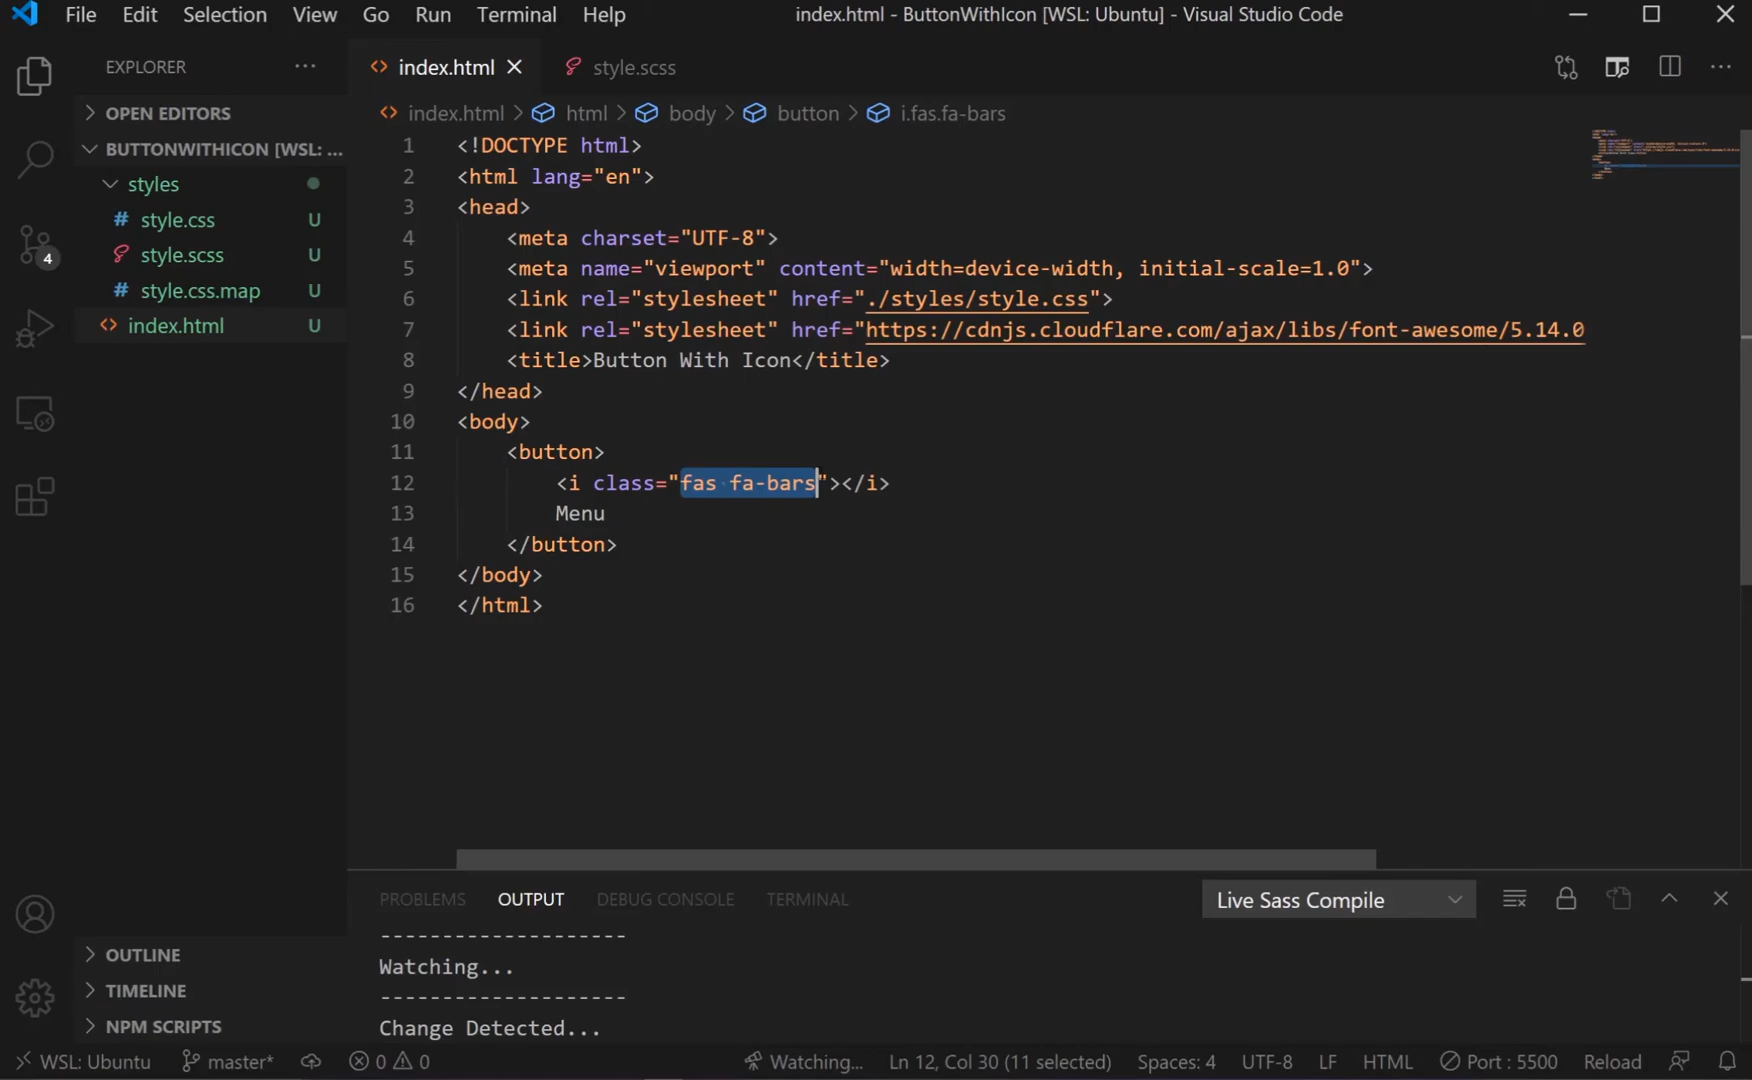 File Edit Selection View Go Run Terminal Help index.html - ButtonWithIcon [WSL: Ubuntu] - Visual Studio Code
EXPLORER ···
OPEN EDITORS
BUTTONWITHICON [WSL: ...
styles
# style.css U
style.scss U
# style.css.map U
<> index.html U
4
OUTLINE
TIMELINE
NPM SCRIPTS
<> index.html × style.scss
<> index.html > html > body > button > i.fas.fa-bars
1 <!DOCTYPE html>
2 <html lang="en">
3 <head>
4 <meta charset="UTF-8">
5 <meta name="viewport" content="width=device-width, initial-scale=1.0">
6 <link rel="stylesheet" href="./styles/style.css">
7 <link rel="stylesheet" href="https://cdnjs.cloudflare.com/ajax/libs/font-awesome/5.14.0
8 <title>Button With Icon</title>
9 </head>
10 <body>
11 <button>
12 <i class="fas fa-bars"></i>
13 Menu
14 </button>
15 </body>
16 </html>
PROBLEMS OUTPUT DEBUG CONSOLE TERMINAL Live Sass Compile
--------------------
Watching...
--------------------
Change Detected...
WSL: Ubuntu master* 0 0 Watching... Ln 12, Col 30 (11 selected) Spaces: 4 UTF-8 LF HTML Port : 5500 Reload